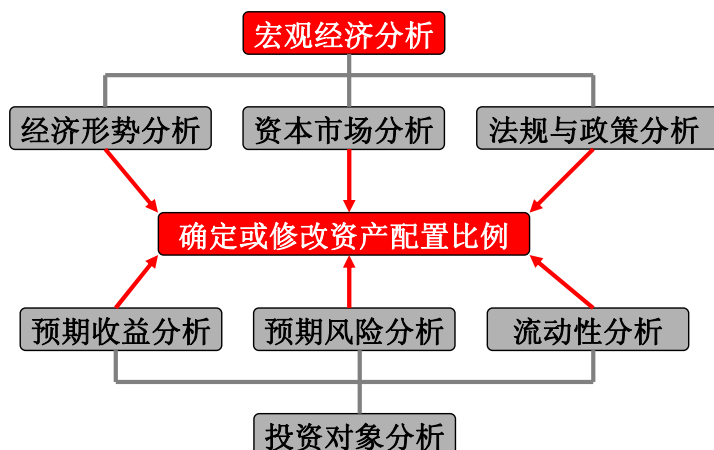 宏观经济分析
经济形势分析
资本市场分析
法规与政策分析
确定或修改资产配置比例
预期收益分析
预期风险分析
流动性分析
投资对象分析